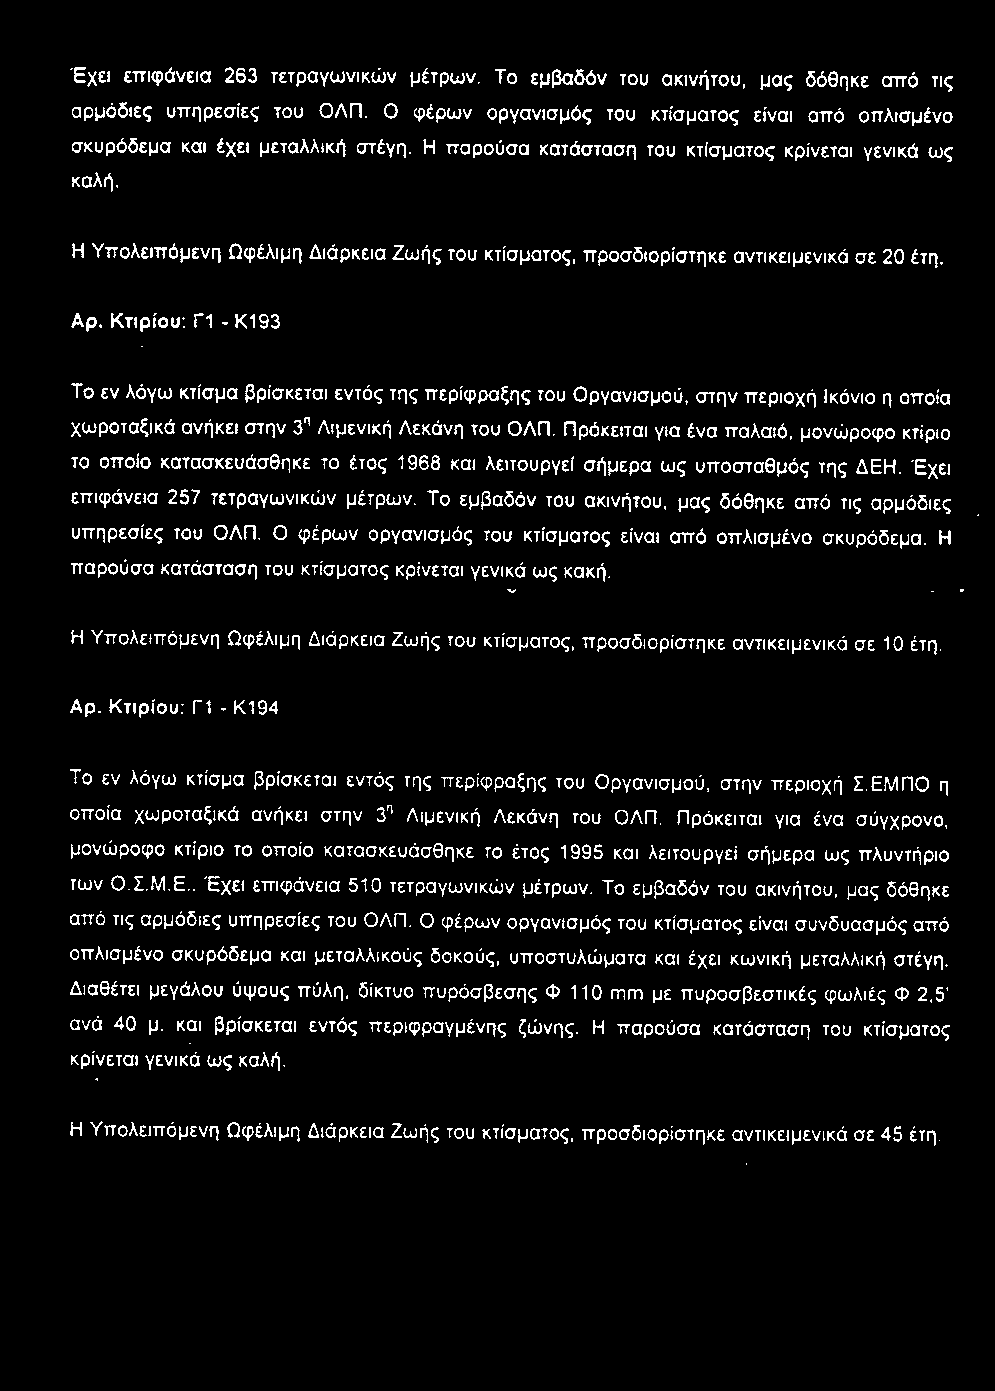 Έχει επιφάνεια 263 τετραγωνικών μέτρων. Το εμβαδόν του ακινήτου, μας δόθηκε από τις
αρμόδιες υπηρεσίες του ΟΛΠ. Ο φέρων οργανισμός του κτίσματος είναι από οπλισμένο
σκυρόδεμα και έχει μεταλλική στέγη. Η παρούσα κατάσταση του κτίσματος κρίνεται γενικά ως
καλή.
Η Υπολειπόμενη Ωφέλιμη Διάρκεια Ζωής του κτίσματος, προσδιορίστηκε αντικειμενικά σε 20 έτη.
Αρ. Κτιρίου: Γ1 - Κ193
Το εν λόγω κτίσμα βρίσκεται εντός της περίφραξης του Οργανισμού, στην περιοχή Ικόνιο η οποία
χωροταξικά ανήκει στην 3η Λιμενική Λεκάνη του ΟΛΠ. Πρόκειται για ένα παλαιό, μονώροφο κτίριο
το οποίο κατασκευάσθηκε το έτος 1968 και λειτουργεί σήμερα ως υποσταθμός της ΔΕΗ. Έχει
επιφάνεια 257 τετραγωνικών μέτρων. Το εμβαδόν του ακινήτου, μας δόθηκε από τις αρμόδιες
υπηρεσίες του ΟΛΠ. Ο φέρων οργανισμός του κτίσματος είναι από οπλισμένο σκυρόδεμα. Η
παρούσα κατάσταση του κτίσματος κρίνεται γενικά ως κακή.
Η Υπολειπόμενη Ωφέλιμη Διάρκεια Ζωής του κτίσματος, προσδιορίστηκε αντικειμενικά σε 10 έτη.
Αρ. Κτιρίου: Γ1 - Κ194
Το εν λόγω κτίσμα βρίσκεται εντός της περίφραξης του Οργανισμού, στην περιοχή Σ.ΕΜΠΟ η
οποία χωροταξικά ανήκει στην 3η Λιμενική Λεκάνη του ΟΛΠ. Πρόκειται για ένα σύγχρονο,
μονώροφο κτίριο το οποίο κατασκευάσθηκε το έτος 1995 και λειτουργεί σήμερα ως πλυντήριο
των Ο.Σ.Μ.Ε.. Έχει επιφάνεια 510 τετραγωνικών μέτρων. Το εμβαδόν του ακινήτου, μας δόθηκε
από τις αρμόδιες υπηρεσίες του ΟΛΠ. Ο φέρων οργανισμός του κτίσματος είναι συνδυασμός από
οπλισμένο σκυρόδεμα και μεταλλικούς δοκούς, υποστυλώματα και έχει κωνική μεταλλική στέγη.
Διαθέτει μεγάλου ύψους πύλη, δίκτυο πυρόσβεσης Φ 110 mm με πυροσβεστικές φωλιές Φ 2,5'
ανά 40 μ. και βρίσκεται εντός περιφραγμένης ζώνης. Η παρούσα κατάσταση του κτίσματος
κρίνεται γενικά ως καλή.
Η Υπολειπόμενη Ωφέλιμη Διάρκεια Ζωής του κτίσματος, προσδιορίστηκε αντικειμενικά σε 45 έτη.